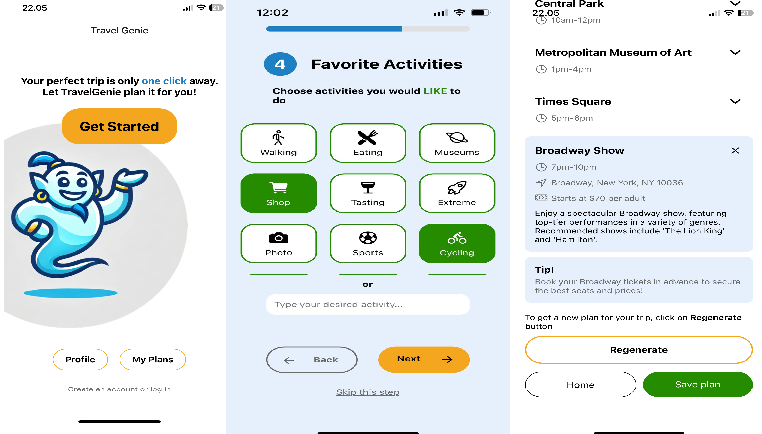 22.05
21
Travel Genie
Your perfect trip is only one click away.
Let TravelGenie plan it for you!
Get Started
Profile
My Plans
Create an account or log in
12:02
4 Favorite Activities
Choose activities you would LIKE to
do
Walking
Eating
Museums
Shop
Tasting
Extreme
Photo
Sports
Cycling
or
Type your desired activity...
Back
Next
Skip this step
Central Park
22.05
21
10am-12pm
Metropolitan Museum of Art
1pm-4pm
Times Square
5pm-6pm
Broadway Show
7pm-10pm
Broadway, New York, NY 10036
Starts at $70 per adult
Enjoy a spectacular Broadway show, featuring
top-tier performances in a variety of genres.
Recommended shows include 'The Lion King'
and 'Hamilton'.
Tip!
Book your Broadway tickets in advance to secure
the best seats and prices!
To get a new plan for your trip, click on Regenerate
button
Regenerate
Home
Save plan